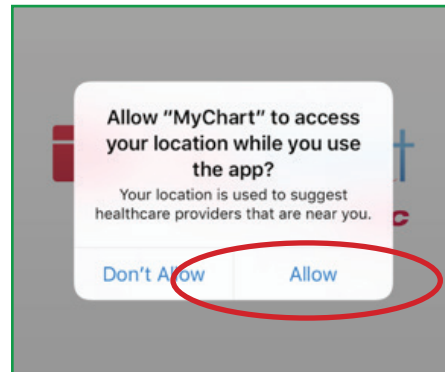 Allow “MyChart” to access
your location while you use
the app?
Your location is used to suggest
healthcare providers that are near you.
Don't Allow
Allow